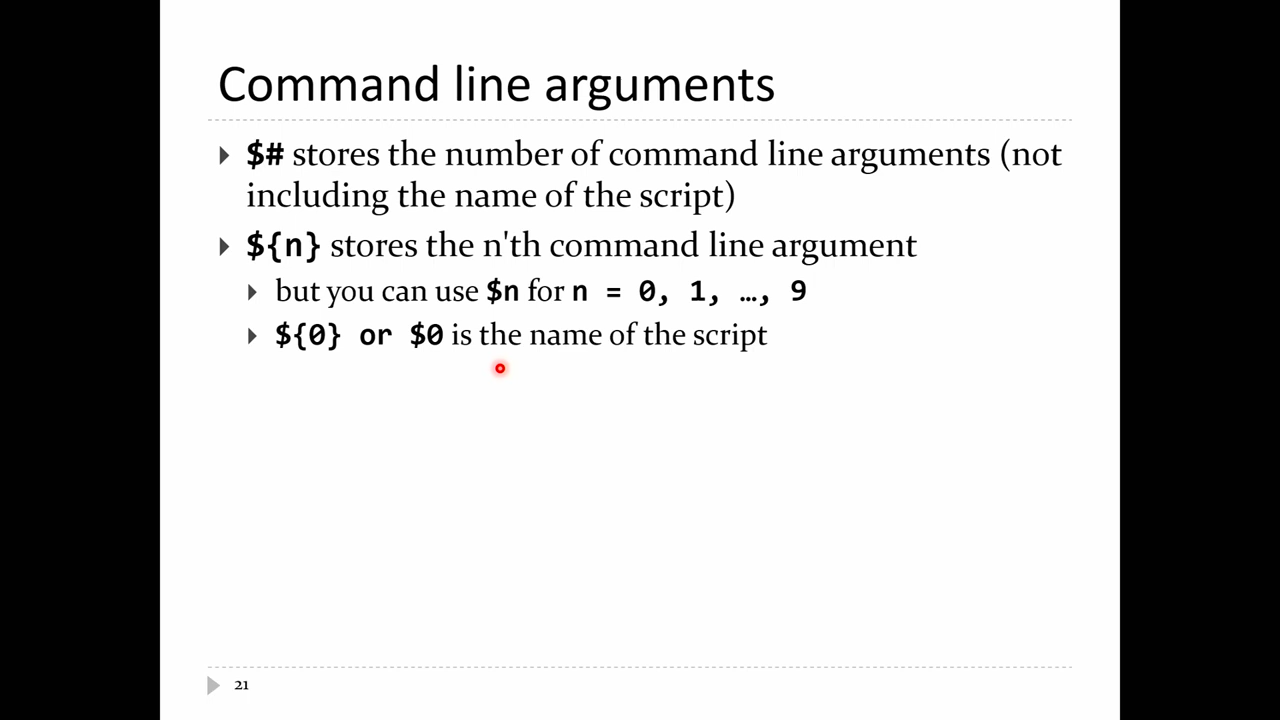 Command line arguments
$# stores the number of command line arguments (not
including the name of the script)
${n} stores the n'th command line argument
but you can use $n for n = 0, 1, …, 9
${0} or $0 is the name of the script
21